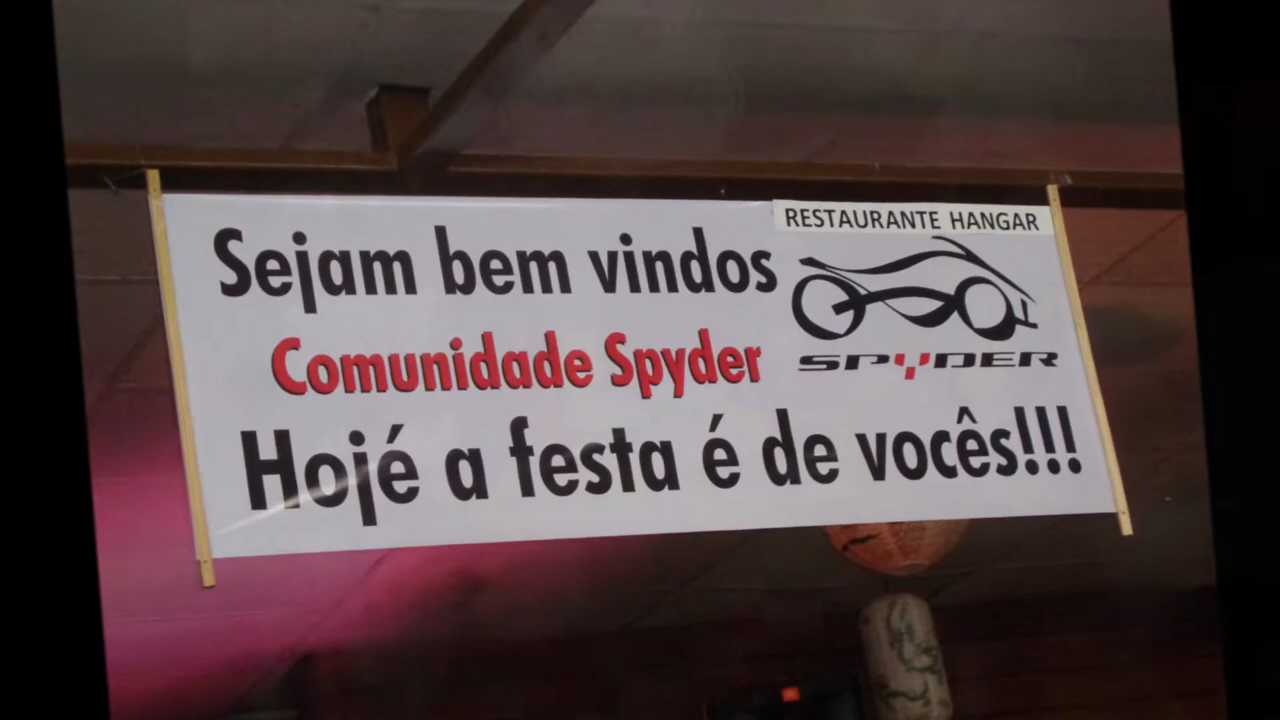 RESTAURANTE HANGAR
Sejam bem vindos
SPYDER
Comunidade Spyder
Hojé a festa é de vocês!!!